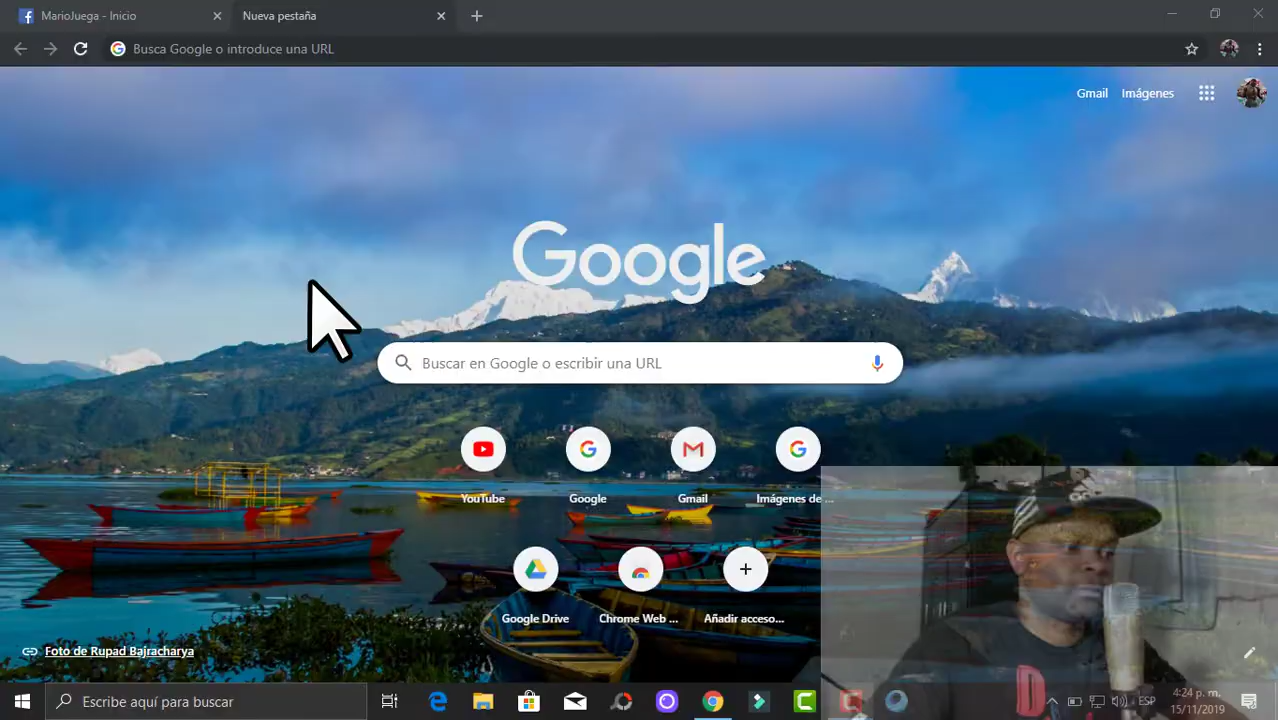 MarioJuega - Inicio
Nueva pestaña
Busca Google o introduce una URL
Gmail
Imágenes
Google
Buscar en Google o escribir una URL
YouTube
Google
Gmail
Imágenes de ...
Google Drive
Chrome Web ...
Añadir acceso...
Foto de Rupad Bajracharya
Escribe aquí para buscar
ESP
4:24 p. m.
15/11/2019